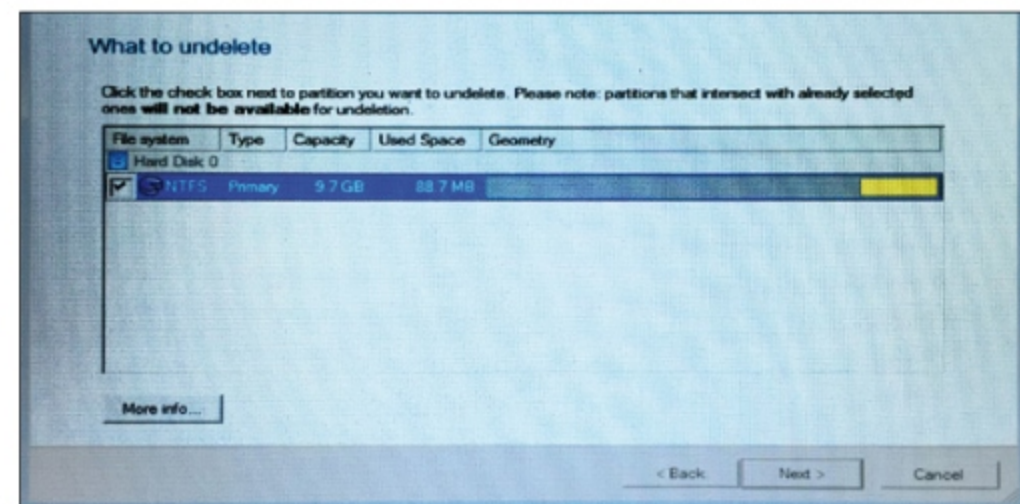 What to undelete
Click the check box next to partition you want to undelete. Please note: partitions that intersect with already selected
ones will not be available for undeletion.
File system Type Capacity Used Space Geometry
Hard Disk 0
NTFS Primary 9.7 GB 88.7 MB
More info...
< Back Next > Cancel